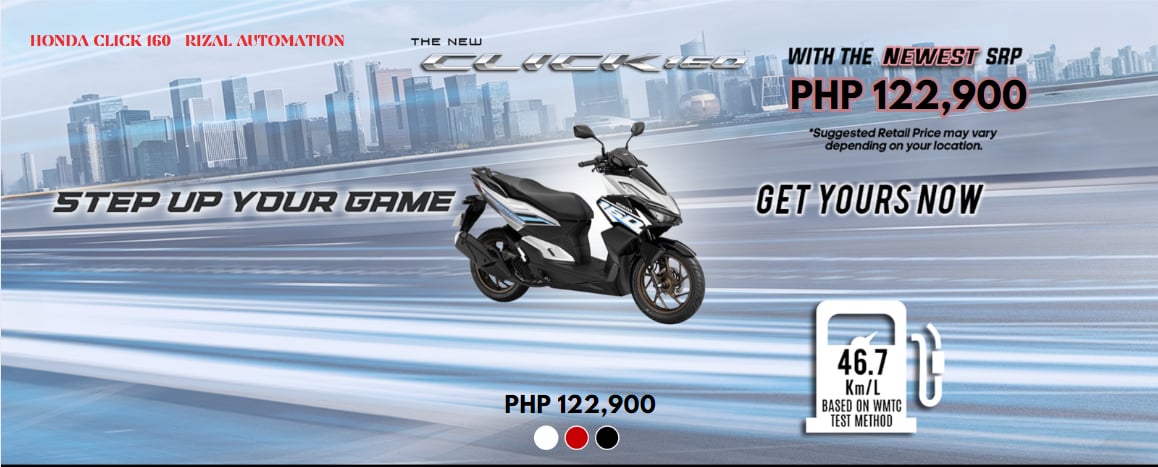 HONDA CLICK 160 RIZAL AUTOMATION
THE NEW
CLICK160
WITH THE NEWEST SRP
PHP 122,900
*Suggested Retail Price may vary
depending on your location.
STEP UP YOUR GAME
GET YOURS NOW
160
46.7
Km/L
BASED ON WMTC
TEST METHOD
PHP 122,900